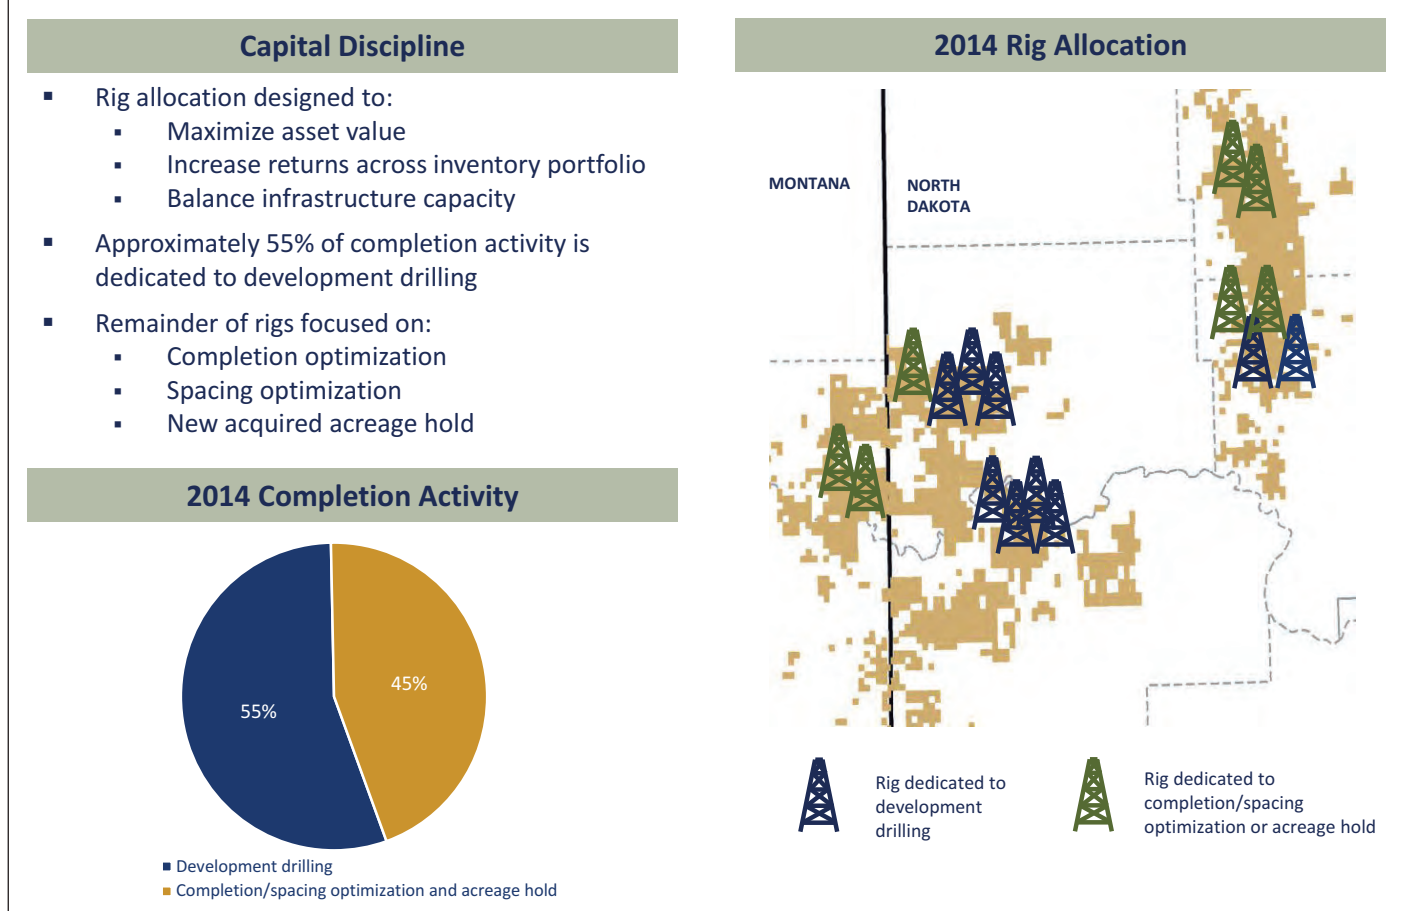 Capital Discipline
▪ Rig allocation designed to:
▪ Maximize asset value
▪ Increase returns across inventory portfolio
▪ Balance infrastructure capacity
▪ Approximately 55% of completion activity is
dedicated to development drilling
▪ Remainder of rigs focused on:
▪ Completion optimization
▪ Spacing optimization
▪ New acquired acreage hold
2014 Completion Activity
45%
55%
Development drilling
Completion/spacing optimization and acreage hold
2014 Rig Allocation
MONTANA
NORTH
DAKOTA
Rig dedicated to
development
drilling
Rig dedicated to
completion/spacing
optimization or acreage hold